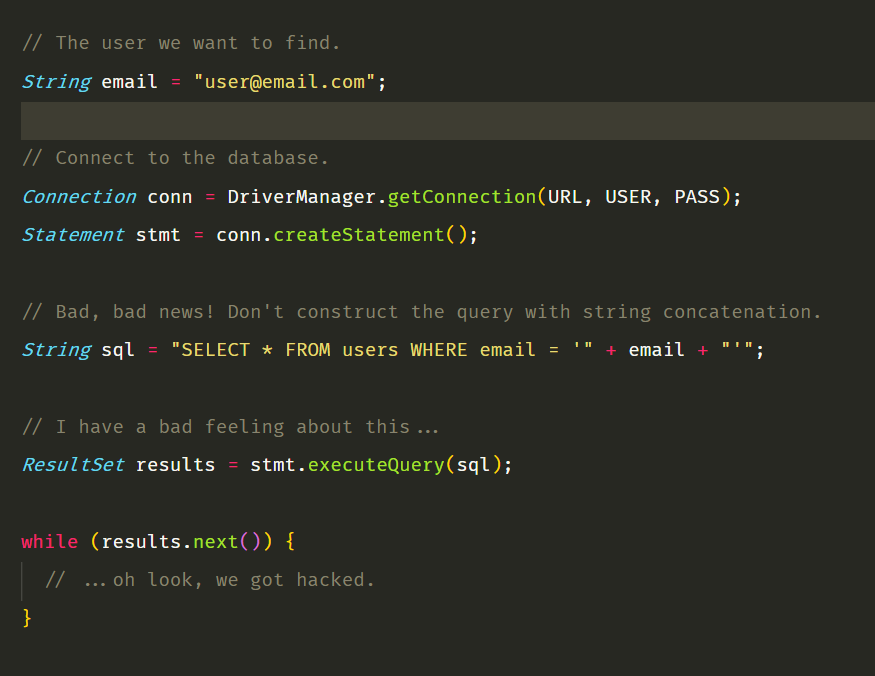 // The user we want to find.
String email = "user@email.com";
// Connect to the database.
Connection conn = DriverManager.getConnection(URL, USER, PASS);
Statement stmt = conn.createStatement();
// Bad, bad news! Don't construct the query with string concatenation.
String sql = "SELECT * FROM users WHERE email = '" + email + "'";
// I have a bad feeling about this...
ResultSet results = stmt.executeQuery(sql);
while (results.next()) {
// ...oh look, we got hacked.
}